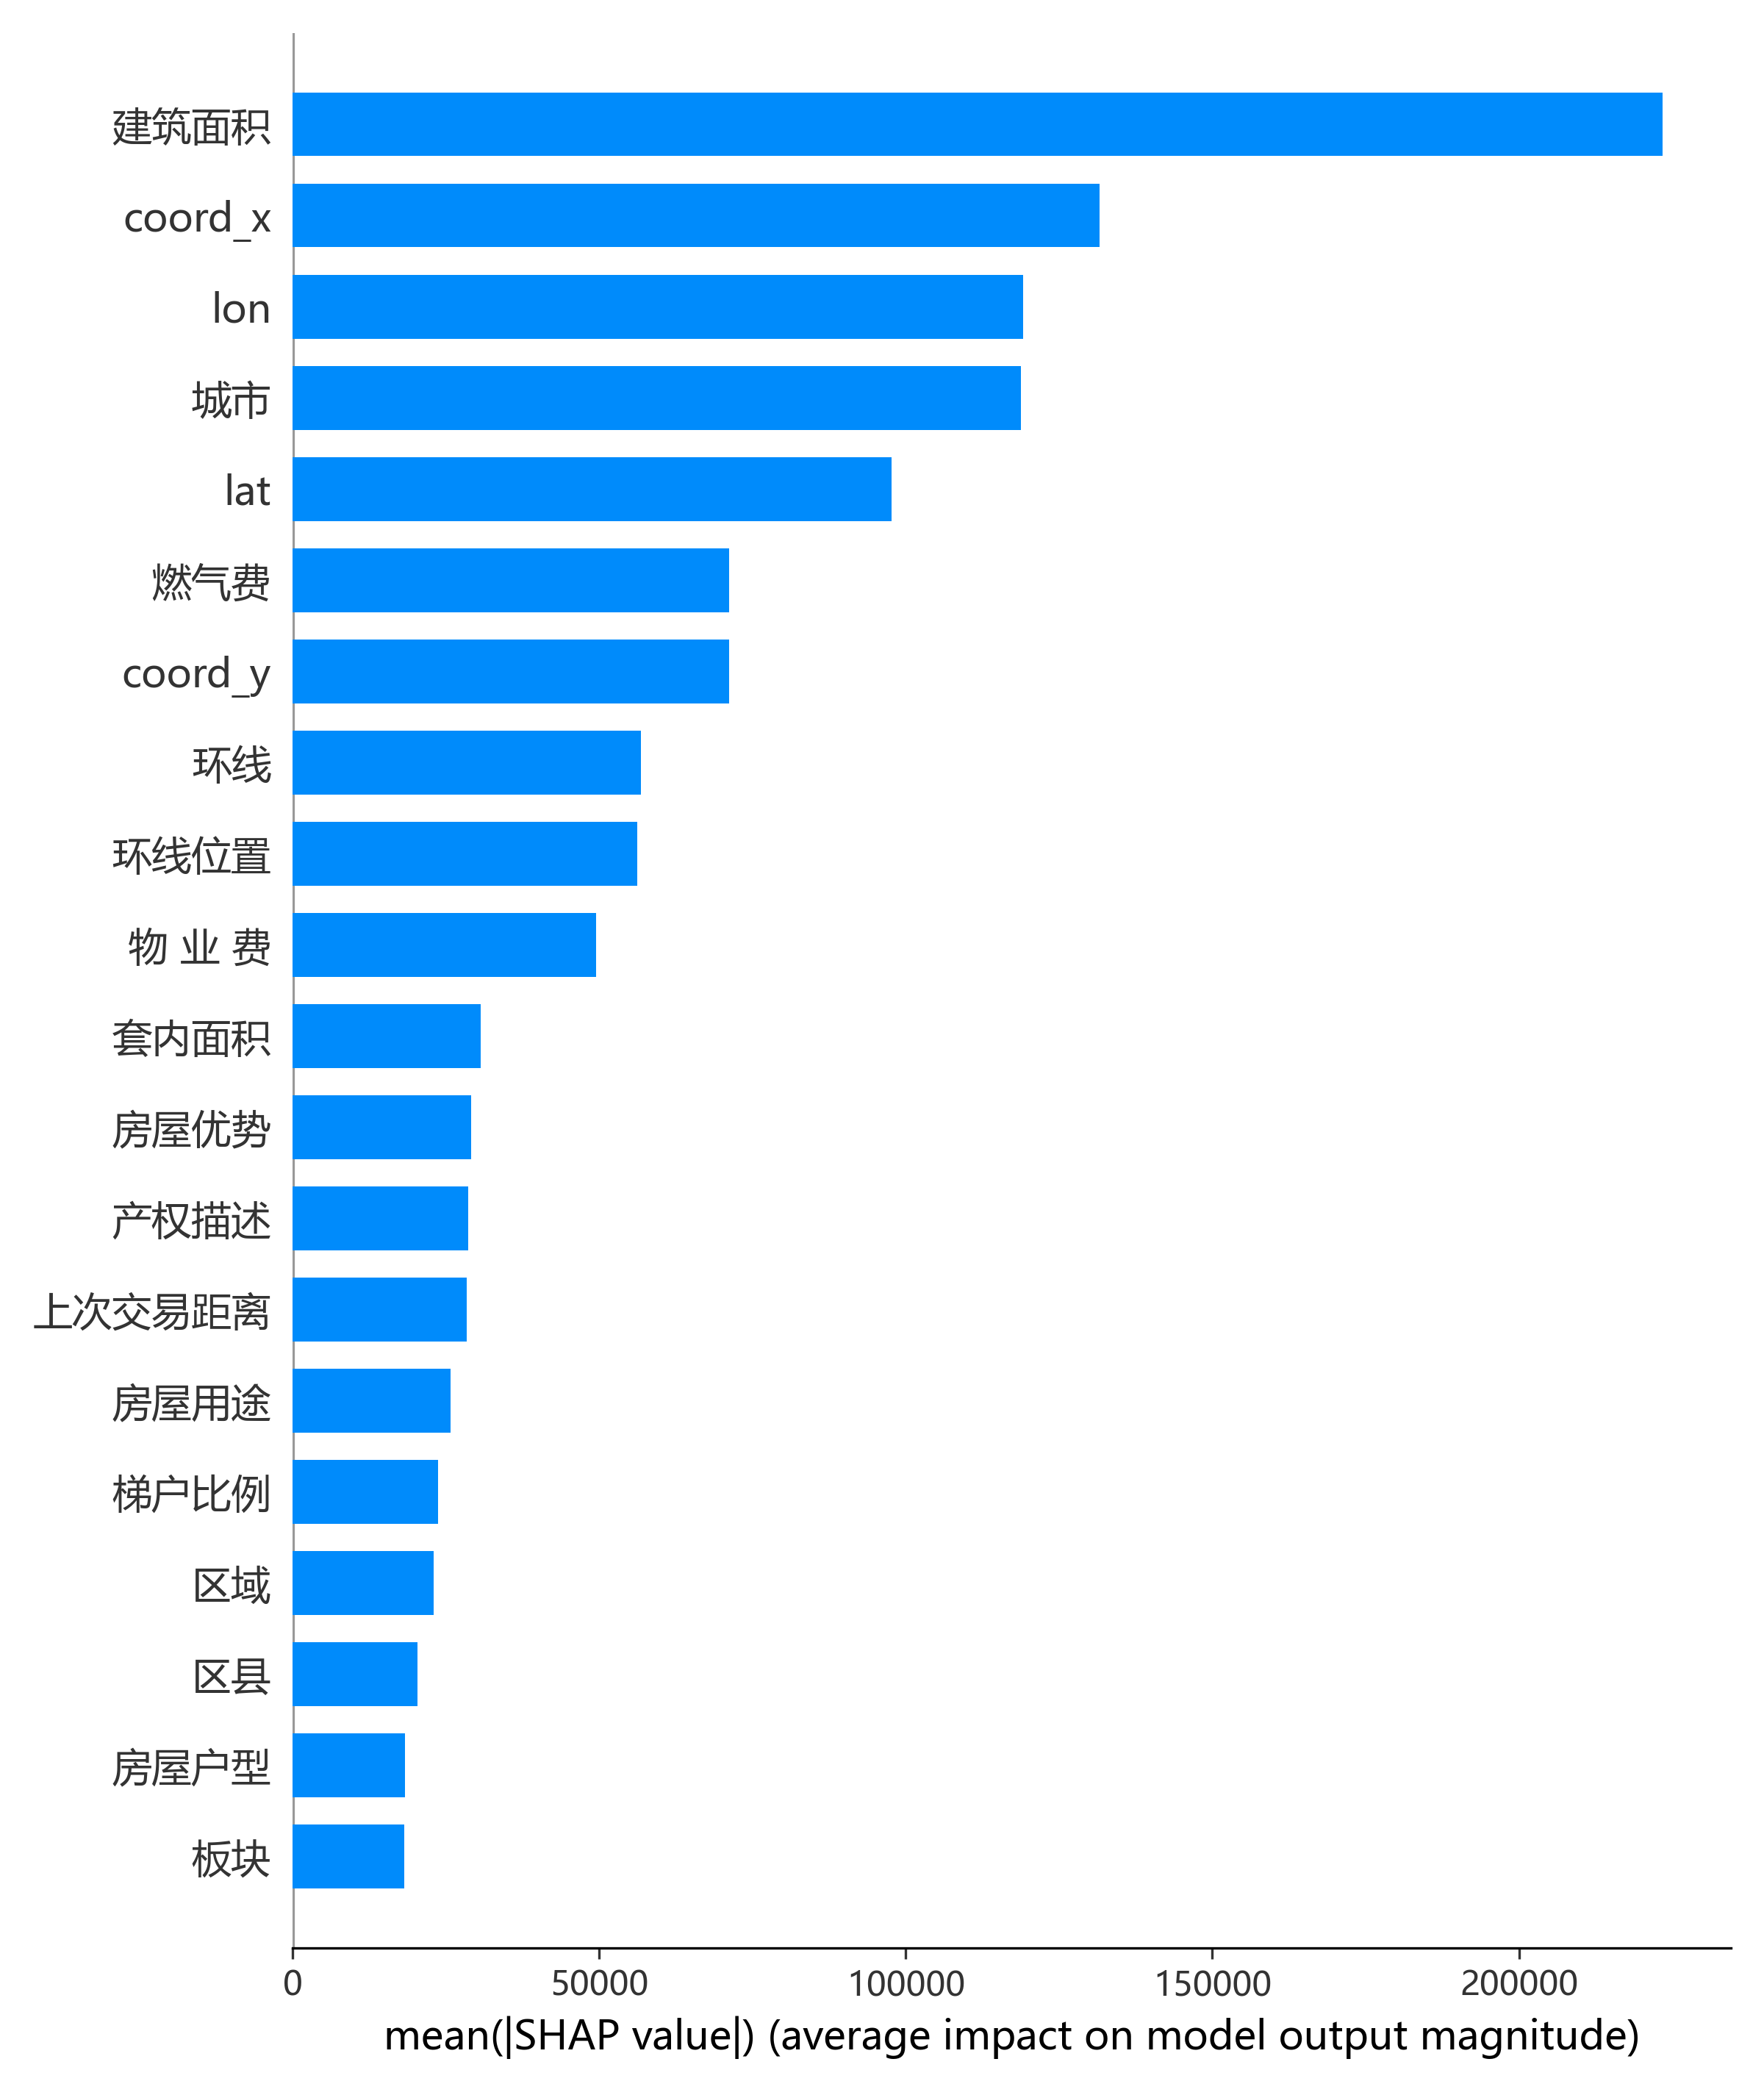 建筑面积
coord_x
lon
城市
lat
燃气费
coord_y
环线
环线位置
物 业 费
套内面积
房屋优势
产权描述
上次交易距离
房屋用途
梯户比例
区域
区县
房屋户型
板块
0 50000 100000 150000 200000
mean(|SHAP value|) (average impact on model output magnitude)